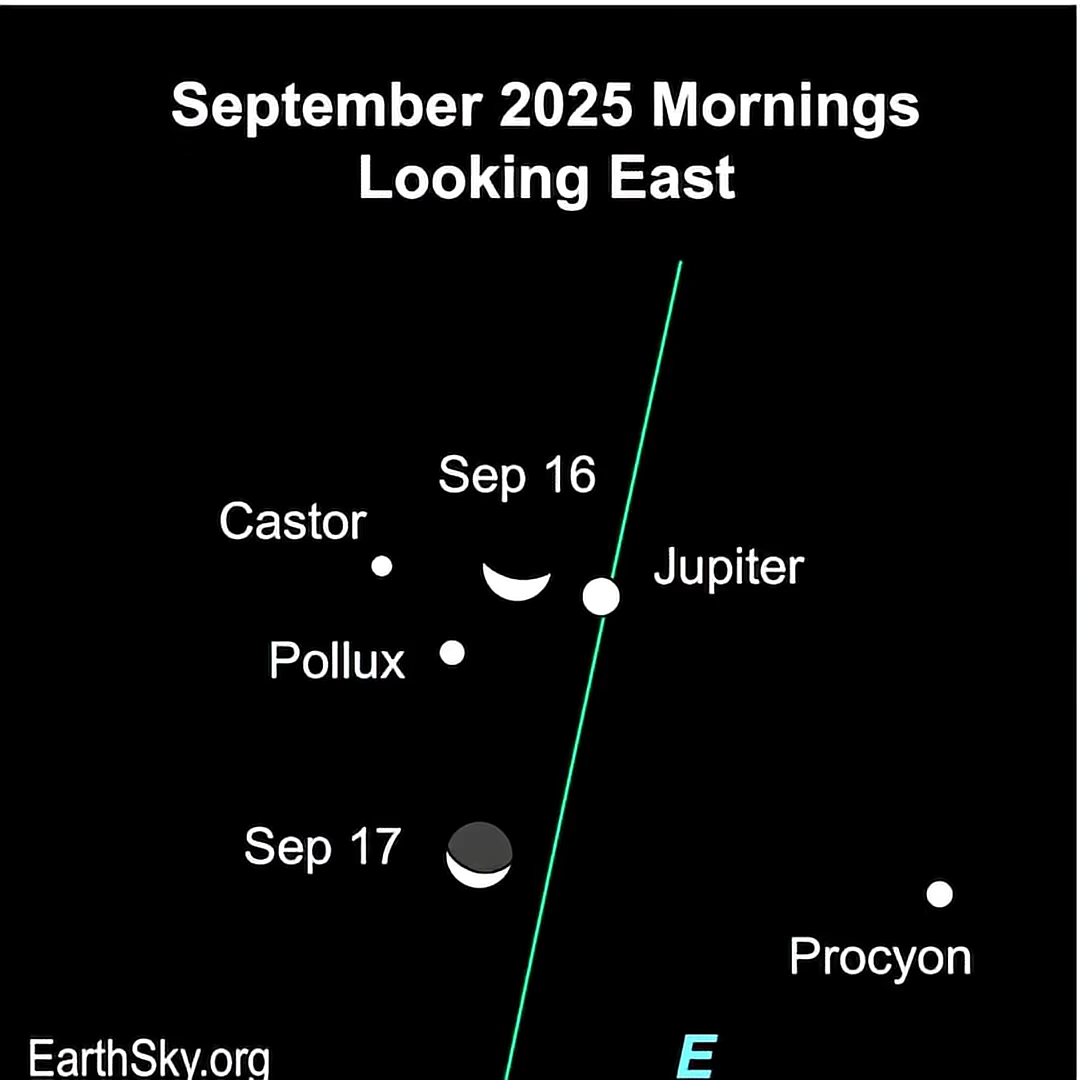 September 2025 Mornings
Looking East
Sep 16
Castor
Jupiter
Pollux
Sep 17
Procyon
EarthSky.org
E